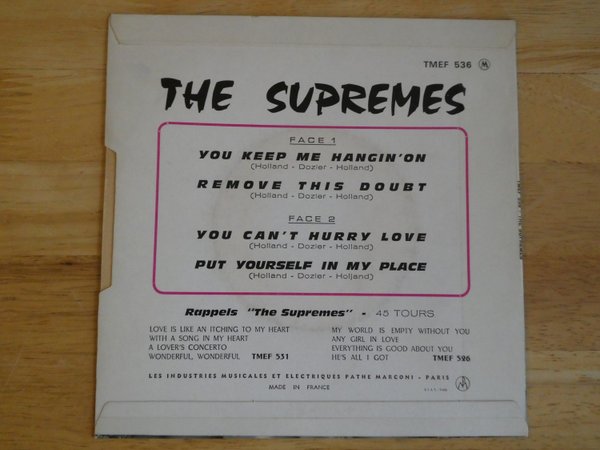 TMEF 536 M
THE SUPREMES
FACE 1
YOU KEEP ME HANGIN'ON
(Holland - Dozier - Holland)
REMOVE THIS DOUBT
(Holland - Dozier - Holland)
FACE 2
YOU CAN'T HURRY LOVE
(Holland - Dozier - Holland)
PUT YOURSELF IN MY PLACE
(Holland - Dozier - Holland)
Rappels "The Supremes" - 45 TOURS
LOVE IS LIKE AN ITCHING TO MY HEART
WITH A SONG IN MY HEART
A LOVER'S CONCERTO
WONDERFUL, WONDERFUL TMEF 531
MY WORLD IS EMPTY WITHOUT YOU
ANY GIRL IN LOVE
EVERYTHING IS GOOD ABOUT YOU
HE'S ALL I GOT TMEF 526
LES INDUSTRIES MUSICALES ET ELECTRIQUES PATHE MARCONI - PARIS
MADE IN FRANCE